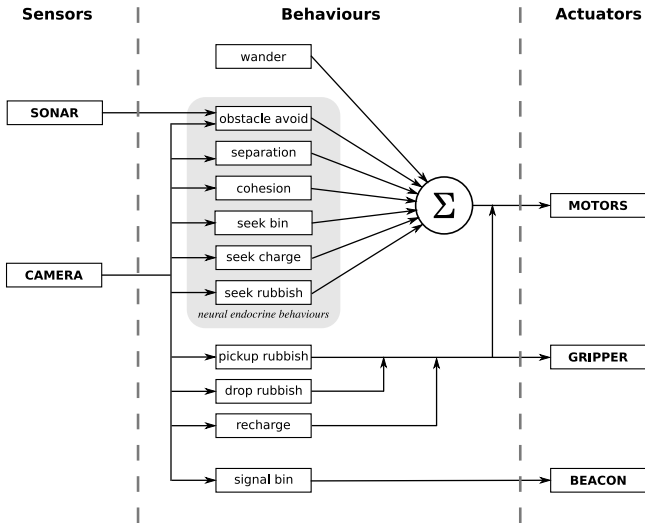 Sensors
Behaviours
Actuators
wander
SONAR
obstacle avoid
separation
cohesion
seek bin
seek charge
seek rubbish
neural endocrine behaviours
Σ
MOTORS
CAMERA
pickup rubbish
GRIPPER
drop rubbish
recharge
signal bin
BEACON